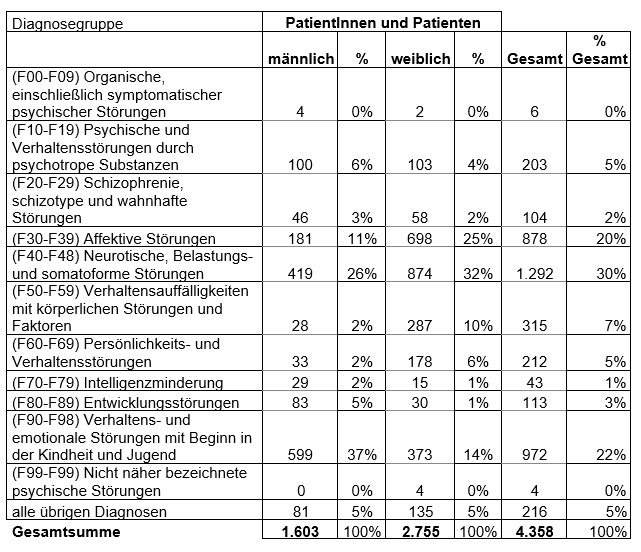 Diagnosegruppe PatientInnen und Patienten
männlich % weiblich % Gesamt % Gesamt
(F00-F09) Organische,
einschließlich symptomatischer
psychischer Störungen 4 0% 2 0% 6 0%
(F10-F19) Psychische und
Verhaltensstörungen durch
psychotrope Substanzen 100 6% 103 4% 203 5%
(F20-F29) Schizophrenie,
schizotype und wahnhafte
Störungen 46 3% 58 2% 104 2%
(F30-F39) Affektive Störungen 181 11% 698 25% 878 20%
(F40-F48) Neurotische, Belastungs-
und somatoforme Störungen 419 26% 874 32% 1.292 30%
(F50-F59) Verhaltensauffälligkeiten
mit körperlichen Störungen und
Faktoren 28 2% 287 10% 315 7%
(F60-F69) Persönlichkeits- und
Verhaltensstörungen 33 2% 178 6% 212 5%
(F70-F79) Intelligenzminderung 29 2% 15 1% 43 1%
(F80-F89) Entwicklungsstörungen 83 5% 30 1% 113 3%
(F90-F98) Verhaltens- und
emotionale Störungen mit Beginn in
der Kindheit und Jugend 599 37% 373 14% 972 22%
(F99-F99) Nicht näher bezeichnete
psychische Störungen 0 0% 4 0% 4 0%
alle übrigen Diagnosen 81 5% 135 5% 216 5%
Gesamtsumme 1.603 100% 2.755 100% 4.358 100%